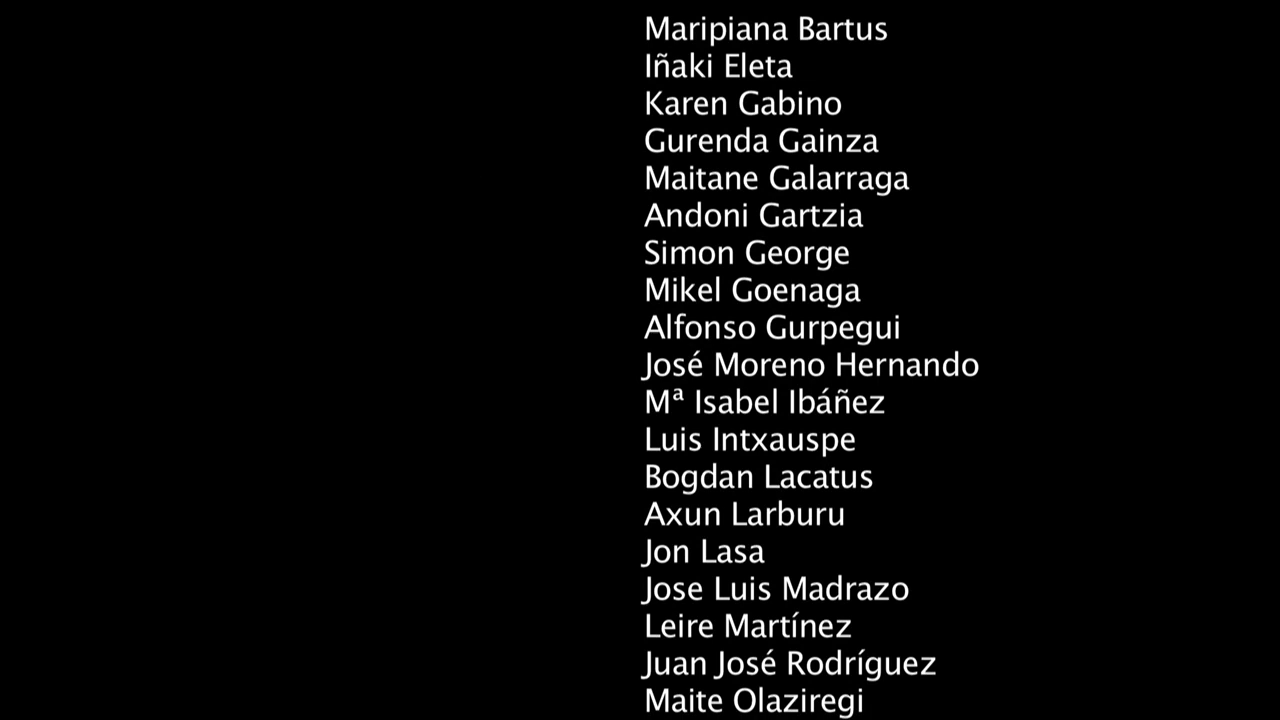 Maripiana Bartus
Iñaki Eleta
Karen Gabino
Gurenda Gainza
Maitane Galarraga
Andoni Gartzia
Simon George
Mikel Goenaga
Alfonso Gurpegui
José Moreno Hernando
Mª Isabel Ibáñez
Luis Intxauspe
Bogdan Lacatus
Axun Larburu
Jon Lasa
Jose Luis Madrazo
Leire Martínez
Juan José Rodríguez
Maite Olaziregi